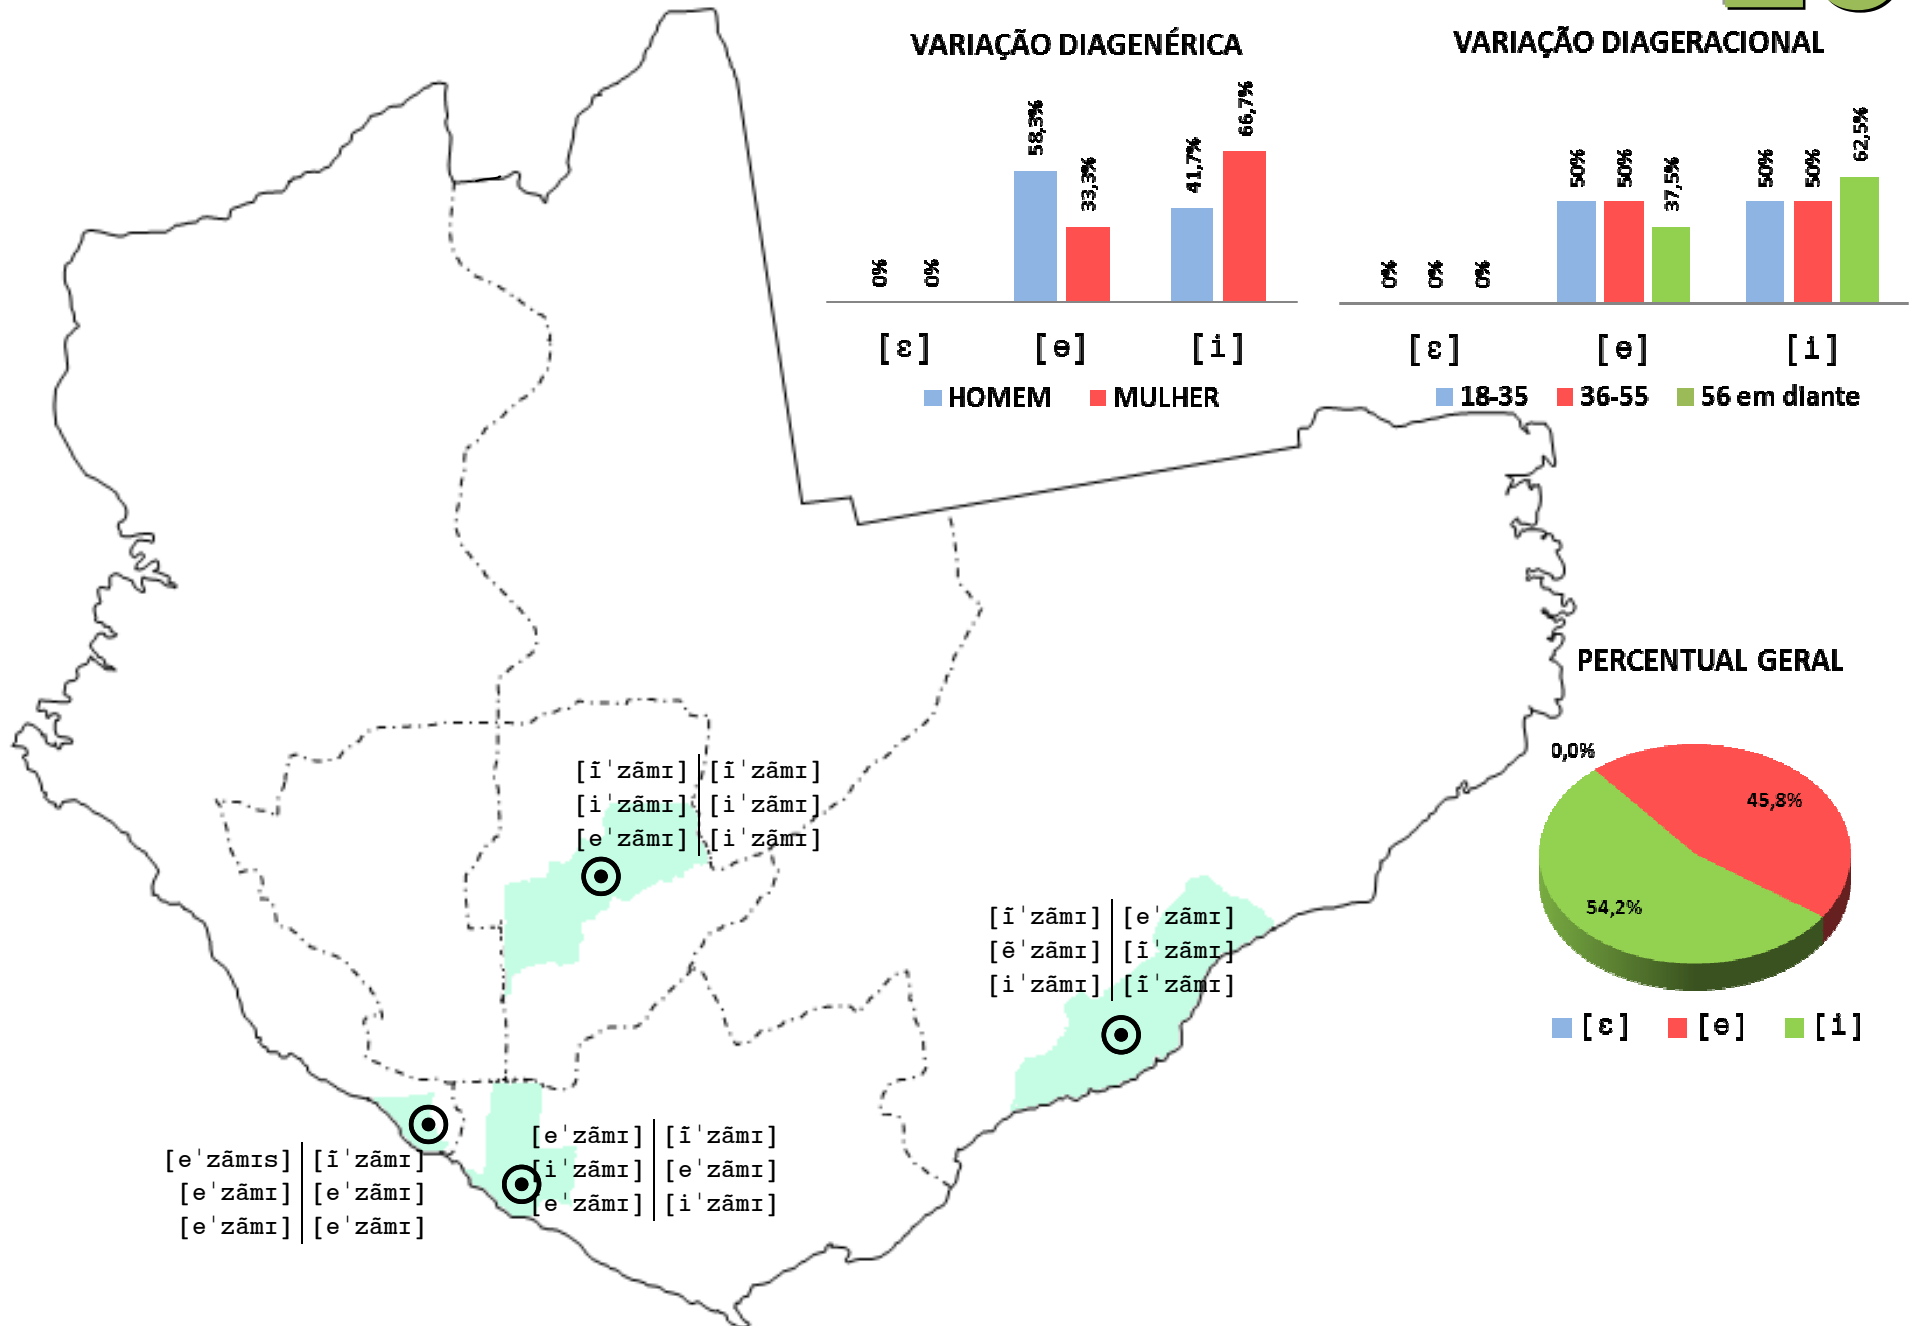 VARIAÇÃO DIAGENÉRICA
58,3%
33,3%
41,7%
66,7%
0%
0%
[ɛ] [ɵ] [i]
HOMEM MULHER
VARIAÇÃO DIAGERACIONAL
50%
50%
37,5%
50%
50%
62,5%
0%
0%
0%
[ɛ] [ɵ] [i]
18-35 36-55 56 em diante
PERCENTUAL GERAL
0,0%
45,8%
54,2%
[ɛ] [ɵ] [i]
[ĩˈzãmɪ] [ĩˈzãmɪ]
[iˈzãmɪ] [iˈzãmɪ]
[eˈzãmɪ] [iˈzãmɪ]
[ĩˈzãmɪ] [eˈzãmɪ]
[ẽˈzãmɪ] [ĩˈzãmɪ]
[iˈzãmɪ] [ĩˈzãmɪ]
[eˈzãmɪs] [ĩˈzãmɪ]
[eˈzãmɪ] [eˈzãmɪ]
[eˈzãmɪ] [eˈzãmɪ]
[eˈzãmɪ] [ĩˈzãmɪ]
[iˈzãmɪ] [eˈzãmɪ]
[eˈzãmɪ] [iˈzãmɪ]